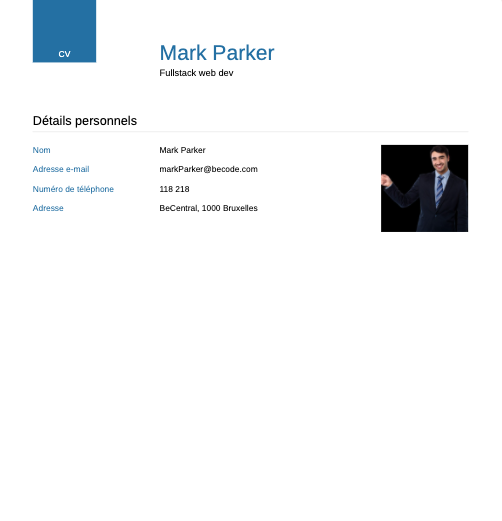 CV
Mark Parker
Fullstack web dev
Détails personnels
Nom Mark Parker
Adresse e-mail markParker@becode.com
Numéro de téléphone 118 218
Adresse BeCentral, 1000 Bruxelles